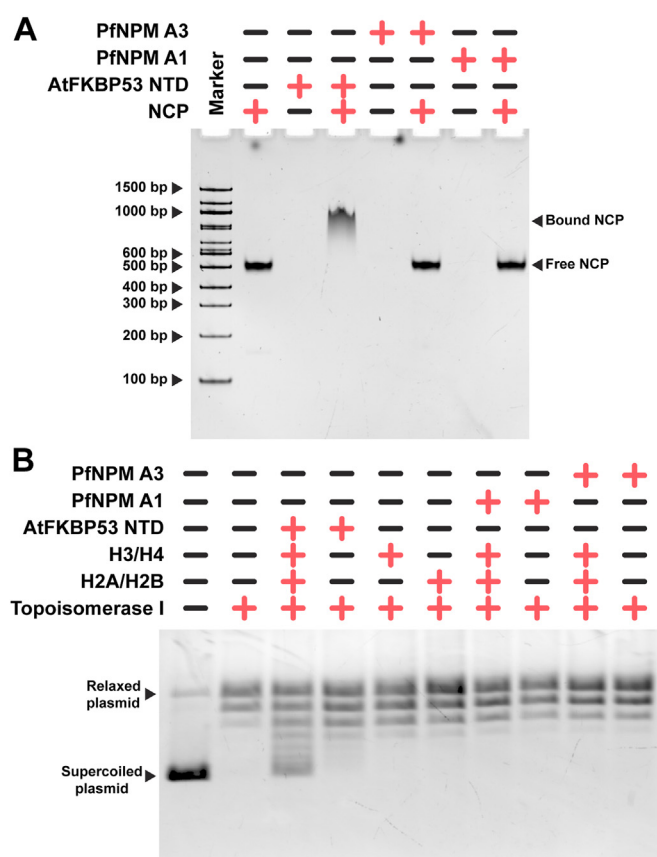 A
PfNPM A3 − − − + + − −
PfNPM A1 − − − − − + +
AtFKBP53 NTD − + + − − − −
NCP + − + − + − +
Marker
1500 bp
1000 bp
600 bp
500 bp
400 bp
300 bp
200 bp
100 bp
Bound NCP
Free NCP
B
PfNPM A3 − − − − − − − − + +
PfNPM A1 − − − − − − + + − −
AtFKBP53 NTD − − + + − − − − − −
H3/H4 − − + − + − + − + −
H2A/H2B − − + − − + + − + −
Topoisomerase I − + + + + + + + + +
Relaxed
plasmid
Supercoiled
plasmid